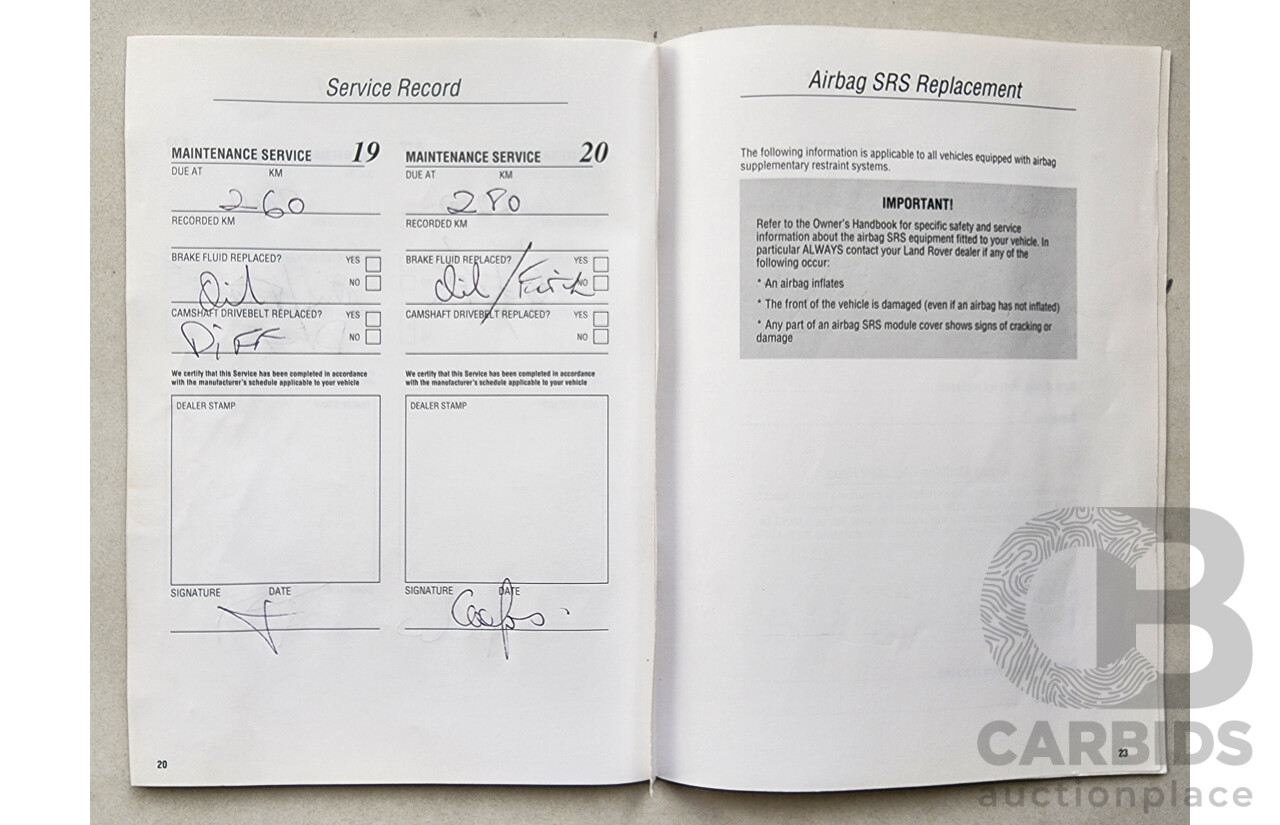 Service Record
MAINTENANCE SERVICE 19
DUE AT KM
260
RECORDED KM
BRAKE FLUID REPLACED? YES
NO
Oil
CAMSHAFT DRIVEBELT REPLACED? YES
NO
Diff
We certify that this Service has been completed in accordance
with the manufacturer's schedule applicable to your vehicle
DEALER STAMP
SIGNATURE DATE
MAINTENANCE SERVICE 20
DUE AT KM
280
RECORDED KM
BRAKE FLUID REPLACED? YES
NO
Oil /
CAMSHAFT DRIVEBELT REPLACED? YES
NO
We certify that this Service has been completed in accordance
with the manufacturer's schedule applicable to your vehicle
DEALER STAMP
SIGNATURE DATE
20
Airbag SRS Replacement
The following information is applicable to all vehicles equipped with airbag
supplementary restraint systems.
IMPORTANT!
Refer to the Owner's Handbook for specific safety and service
information about the airbag SRS equipment fitted to your vehicle. In
particular ALWAYS contact your Land Rover dealer if any of the
following occur:
* An airbag inflates
* The front of the vehicle is damaged (even if an airbag has not inflated)
* Any part of an airbag SRS module cover shows signs of cracking or
damage
23
CB
CARBIDS
auctionplace